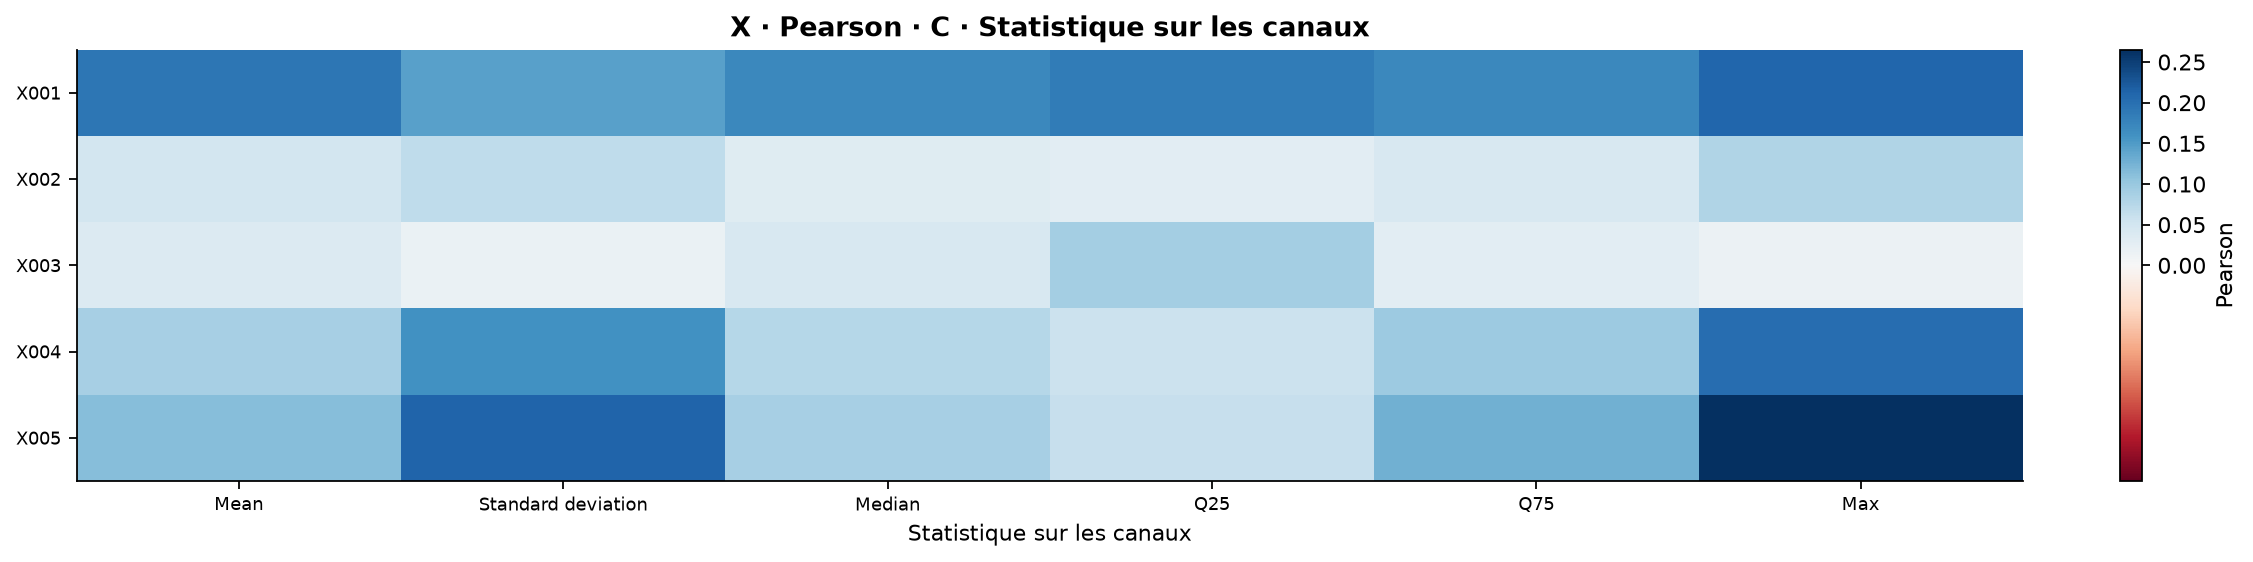 X · Pearson · C · Statistique sur les canaux
X001
X002
X003
X004
X005
Mean
Standard deviation
Median
Q25
Q75
Max
Statistique sur les canaux
0.25
0.20
0.15
0.10
0.05
0.00
Pearson